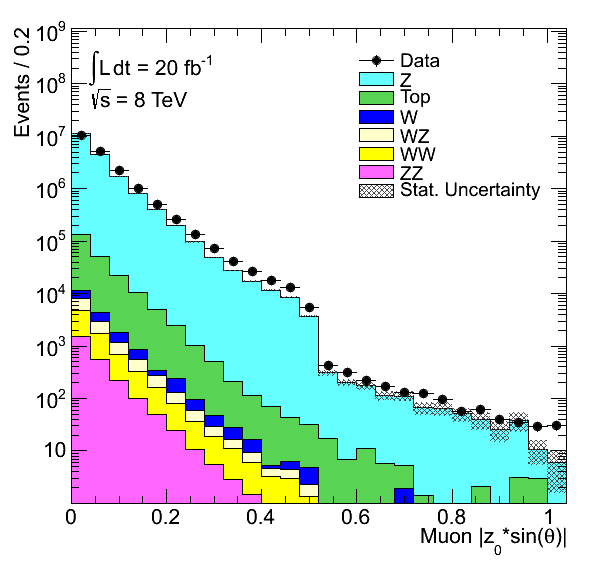 Events / 0.2
10⁹
10⁸
10⁷
10⁶
10⁵
10⁴
10³
10²
10
∫L dt = 20 fb⁻¹
√s = 8 TeV
Data
Z
Top
W
WZ
WW
ZZ
Stat. Uncertainty
0 0.2 0.4 0.6 0.8 1
Muon |z₀*sin(θ)|